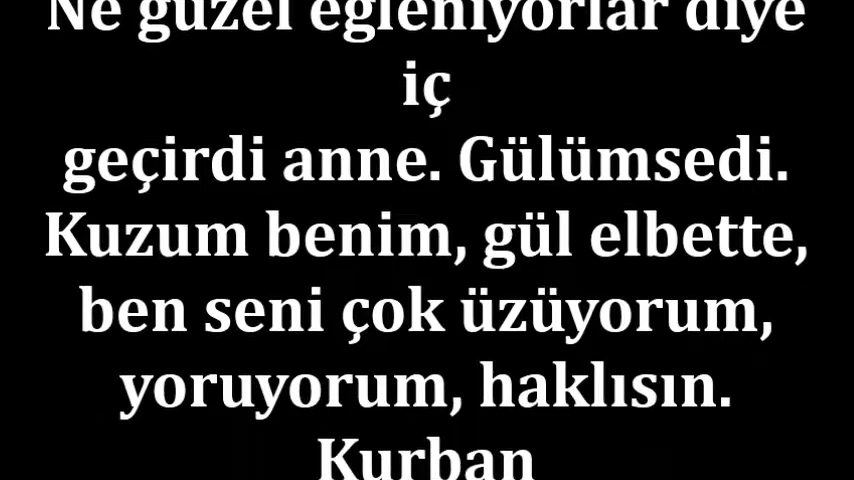 Ne güzel eğleniyorlar diye
iç
geçirdi anne. Gülümsedi.
Kuzum benim, gül elbette,
ben seni çok üzüyorum,
yoruyorum, haklısın.
Kurban